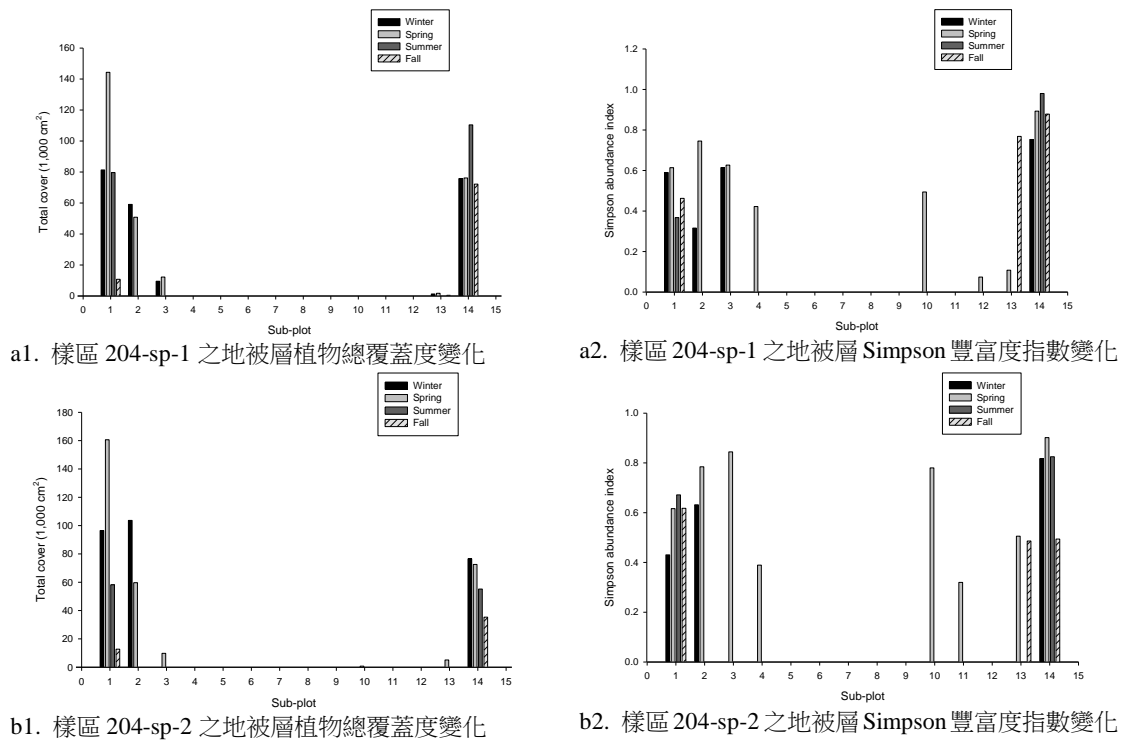 Winter
Spring
Summer
Fall
Total cover (1,000 cm²)
160
140
120
100
80
60
40
20
0
0 1 2 3 4 5 6 7 8 9 10 11 12 13 14 15
Sub-plot
a1. 樣區 204-sp-1 之地被層植物總覆蓋度變化
Winter
Spring
Summer
Fall
Simpson abundance index
1.2
1.0
0.8
0.6
0.4
0.2
0.0
0 1 2 3 4 5 6 7 8 9 10 11 12 13 14 15
Sub-plot
a2. 樣區 204-sp-1 之地被層 Simpson 豐富度指數變化
Winter
Spring
Summer
Fall
Total cover (1,000 cm²)
180
160
140
120
100
80
60
40
20
0
0 1 2 3 4 5 6 7 8 9 10 11 12 13 14 15
Sub-plot
b1. 樣區 204-sp-2 之地被層植物總覆蓋度變化
Winter
Spring
Summer
Fall
Simpson abundance index
1.0
0.8
0.6
0.4
0.2
0.0
0 1 2 3 4 5 6 7 8 9 10 11 12 13 14 15
Sub-plot
b2. 樣區 204-sp-2 之地被層 Simpson 豐富度指數變化